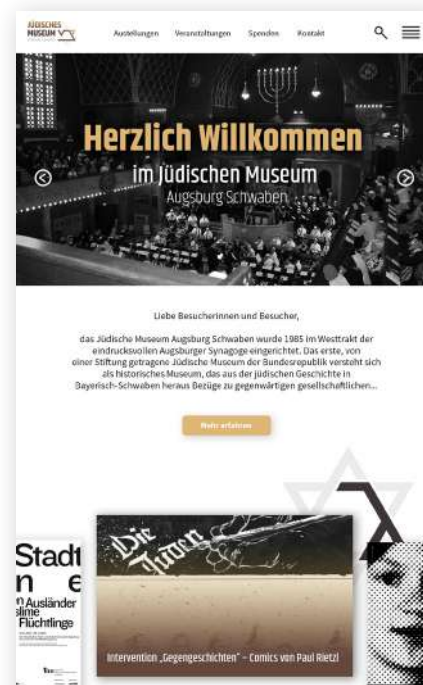 JÜDISCHES
MUSEUM
Austellungen Veranstaltungen Spenden Kontakt
Herzlich Willkommen
im Jüdischen Museum
Augsburg Schwaben
Liebe Besucherinnen und Besucher,
das Jüdische Museum Augsburg Schwaben wurde 1985 im Westtrakt der
eindrucksvollen Augsburger Synagoge eingerichtet. Das erste, von
einer Stiftung getragene Jüdische Museum der Bundesrepublik versteht sich
als historisches Museum, das aus der jüdischen Geschichte in
Bayerisch-Schwaben heraus Bezüge zu gegenwärtigen gesellschaftlichen...
Mehr erfahren
Stadt
n e
Ausländer
slime
Flüchtlinge
Die
Juden
Intervention „Gegengeschichten“ – Comics von Paul Rietzl